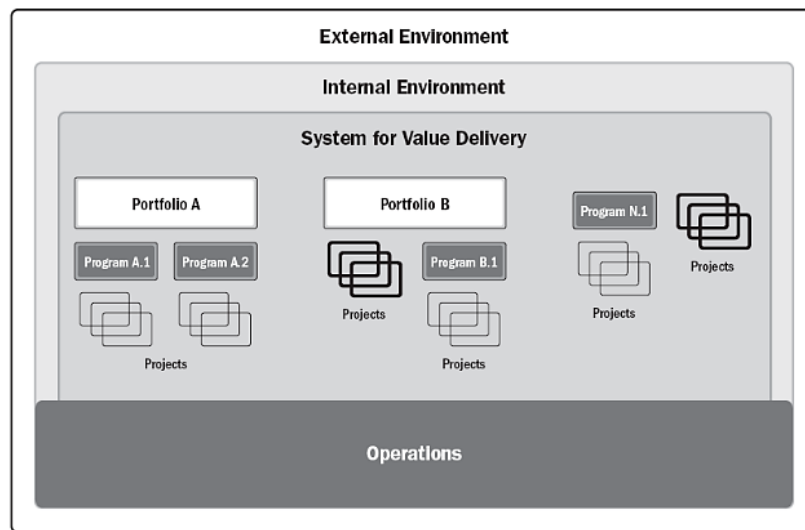 External Environment
Internal Environment
System for Value Delivery
Portfolio A
Portfolio B
Program N.1
Projects
Program A.1
Program A.2
Projects
Program B.1
Projects
Projects
Projects
Operations